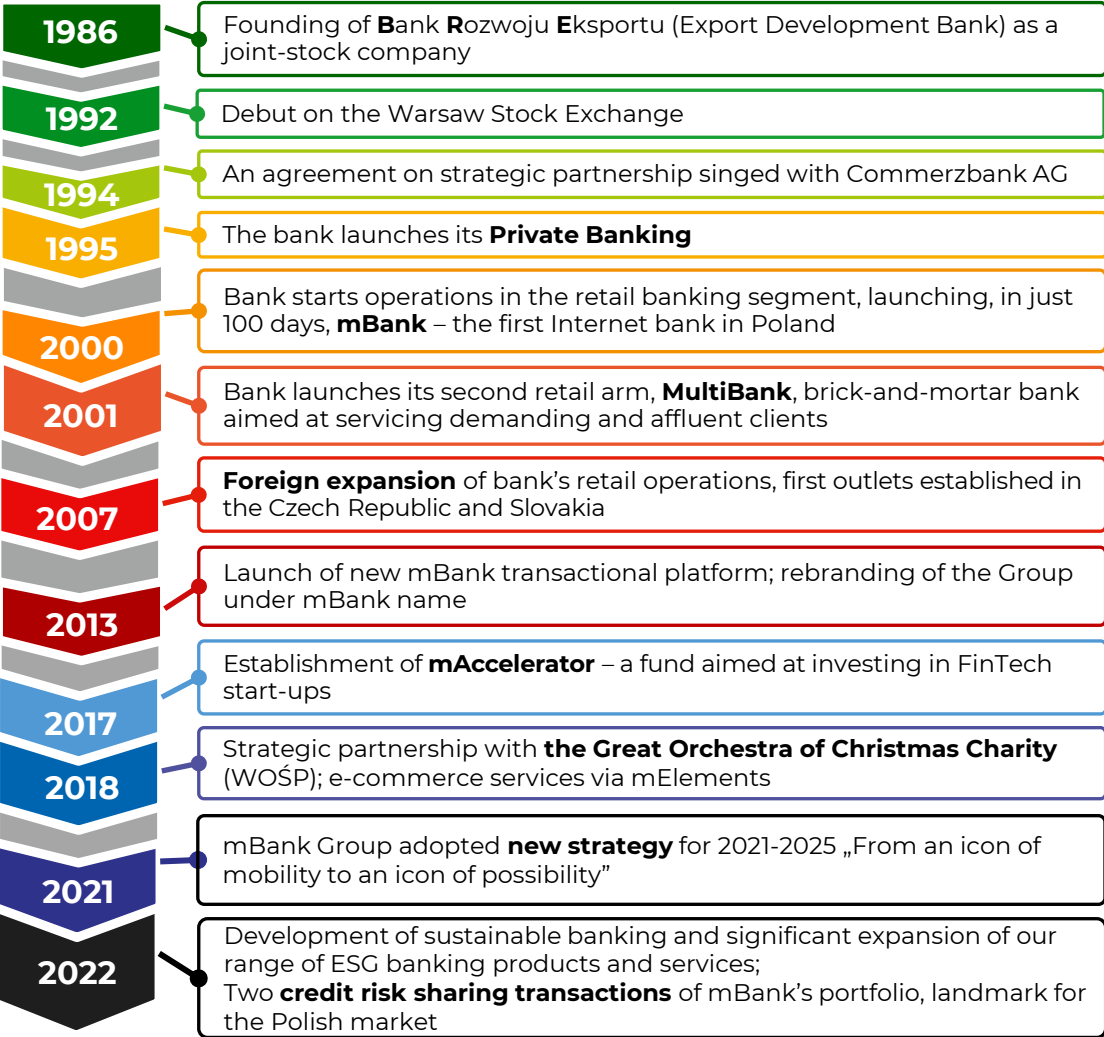 1986
Founding of Bank Rozwoju Eksportu (Export Development Bank) as a
joint-stock company
1992
Debut on the Warsaw Stock Exchange
1994
An agreement on strategic partnership singed with Commerzbank AG
1995
The bank launches its Private Banking
2000
Bank starts operations in the retail banking segment, launching, in just
100 days, mBank – the first Internet bank in Poland
2001
Bank launches its second retail arm, MultiBank, brick-and-mortar bank
aimed at servicing demanding and affluent clients
2007
Foreign expansion of bank’s retail operations, first outlets established in
the Czech Republic and Slovakia
2013
Launch of new mBank transactional platform; rebranding of the Group
under mBank name
2017
Establishment of mAccelerator – a fund aimed at investing in FinTech
start-ups
2018
Strategic partnership with the Great Orchestra of Christmas Charity
(WOŚP); e-commerce services via mElements
2021
mBank Group adopted new strategy for 2021-2025 „From an icon of
mobility to an icon of possibility”
2022
Development of sustainable banking and significant expansion of our
range of ESG banking products and services;
Two credit risk sharing transactions of mBank’s portfolio, landmark for
the Polish market